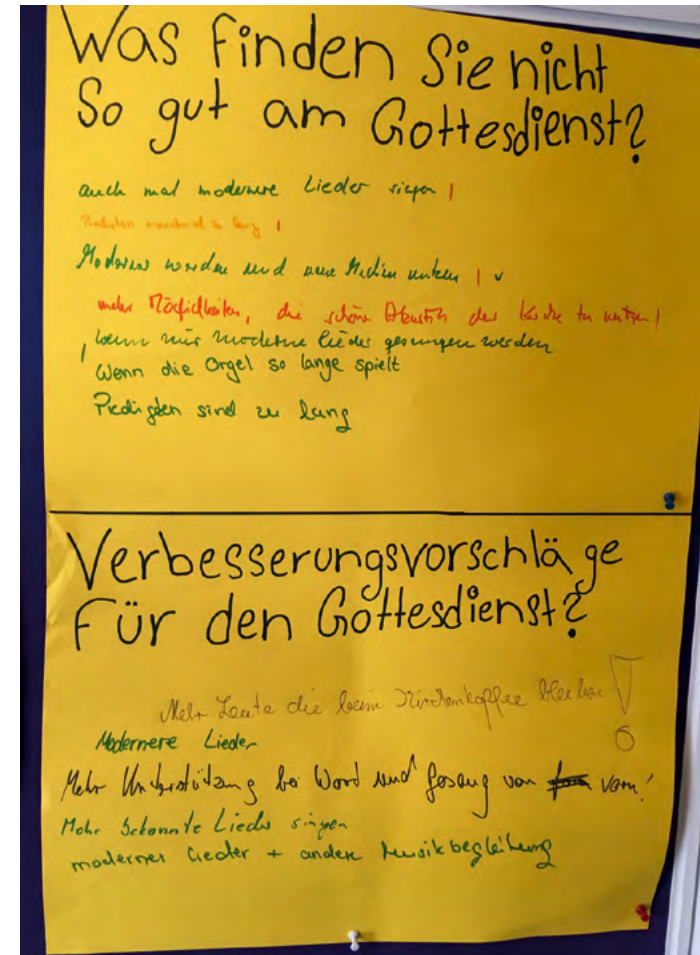 Was finden Sie nicht
So gut am Gottesdienst?
auch mal modernere Lieder singen |
Predigten manchmal zu lang |
Moderner werden und neue Medien nutzen | v
mehr Möglichkeiten, die schöne Akustik der Kirche zu nutzen |
| wenn nur moderne Lieder gesungen werden
Wenn die Orgel so lange spielt
Predigten sind zu lang
Verbesserungsvorschläge
Für den Gottesdienst?
Mehr Leute die beim Kirchenkaffee bleiben !
Modernere Lieder
Mehr Unterstützung bei Word und Gesang von vorn!
Mehr bekannte Lieder singen
moderner Lieder + andere Musikbegleitung